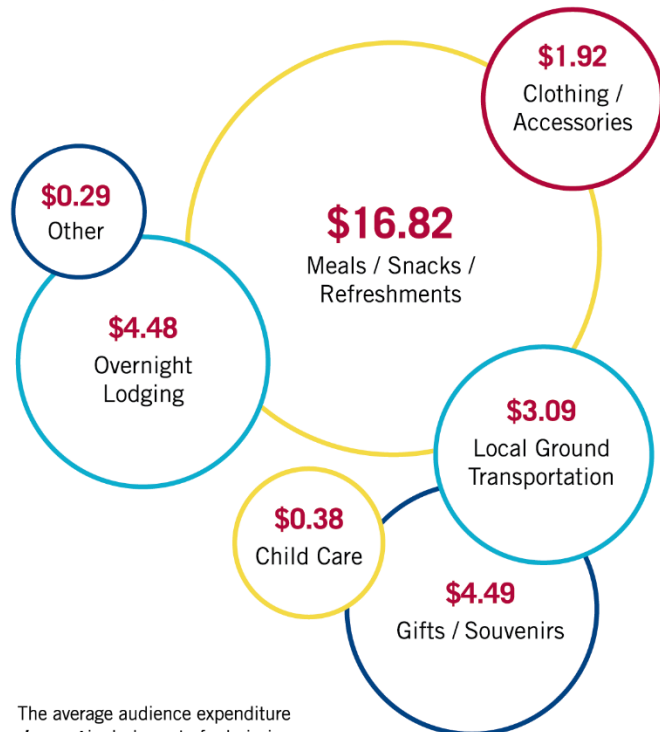 $1.92
Clothing /
Accessories
$0.29
Other
$16.82
Meals / Snacks /
Refreshments
$4.48
Overnight
Lodging
$3.09
Local Ground
Transportation
$0.38
Child Care
$4.49
Gifts / Souvenirs
The average audience expenditure